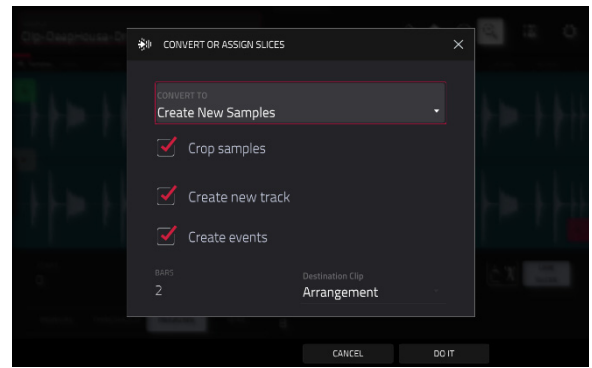 CONVERT OR ASSIGN SLICES
CONVERT TO
Create New Samples
Crop samples
Create new track
Create events
BARS
Destination Clip
2
Arrangement
CANCEL
DO IT